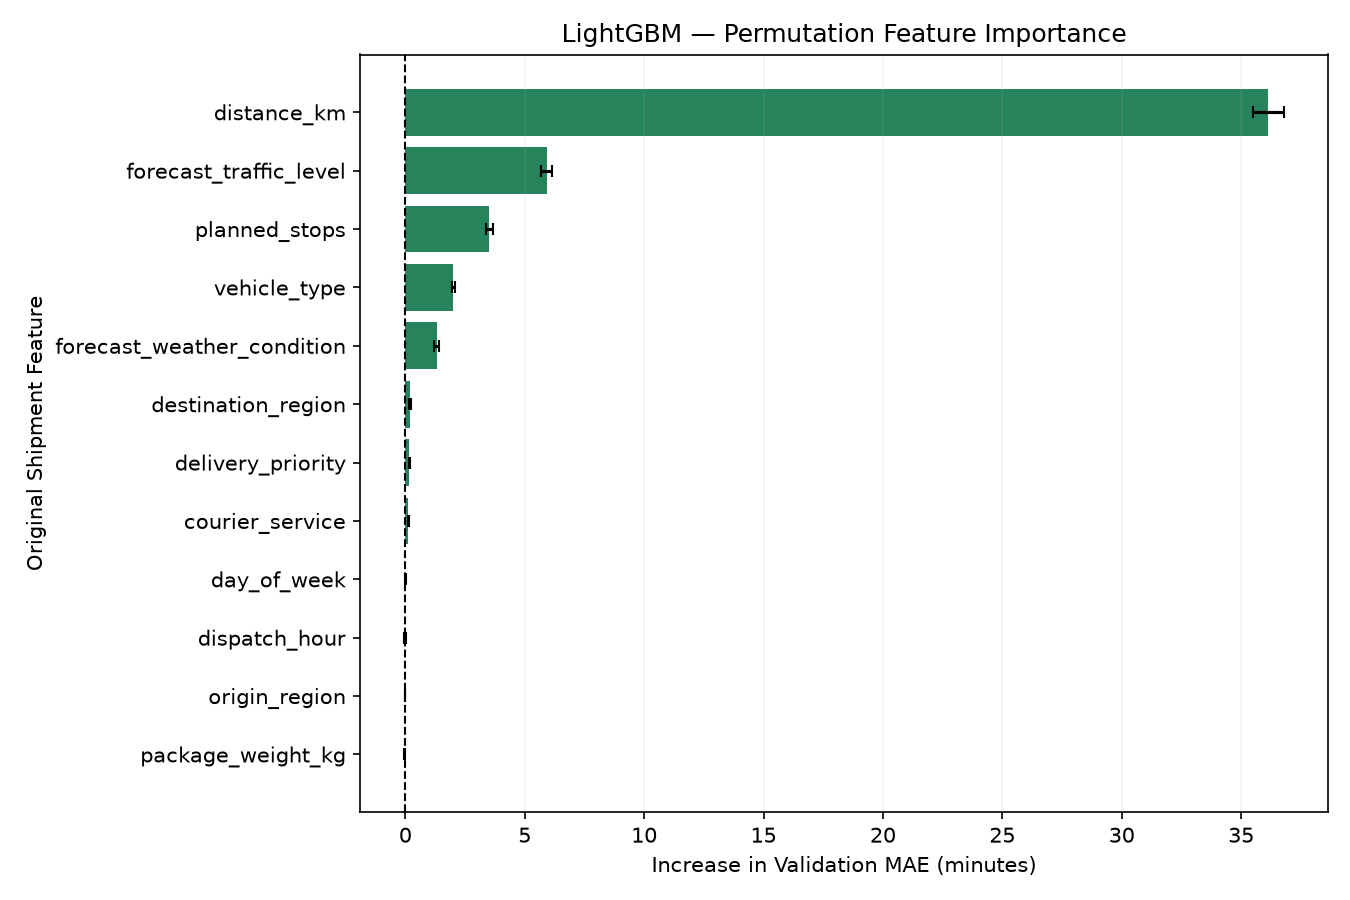 LightGBM — Permutation Feature Importance
Original Shipment Feature
distance_km
forecast_traffic_level
planned_stops
vehicle_type
forecast_weather_condition
destination_region
delivery_priority
courier_service
day_of_week
dispatch_hour
origin_region
package_weight_kg
0 5 10 15 20 25 30 35
Increase in Validation MAE (minutes)